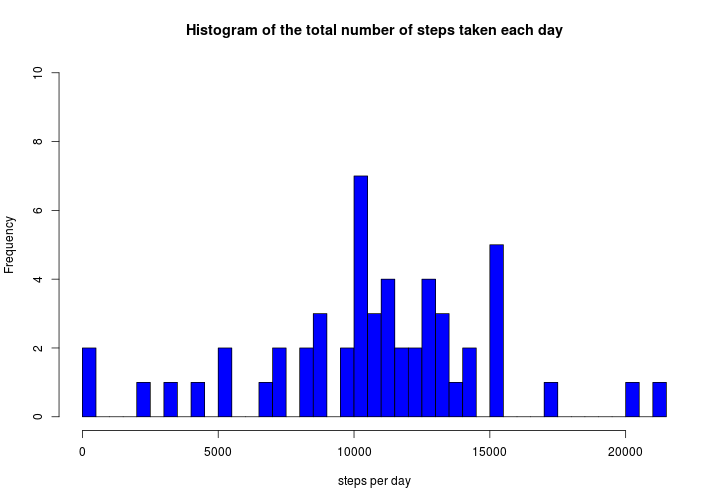 Histogram of the total number of steps taken each day
10
8
6
4
2
0
Frequency
0 5000 10000 15000 20000
steps per day